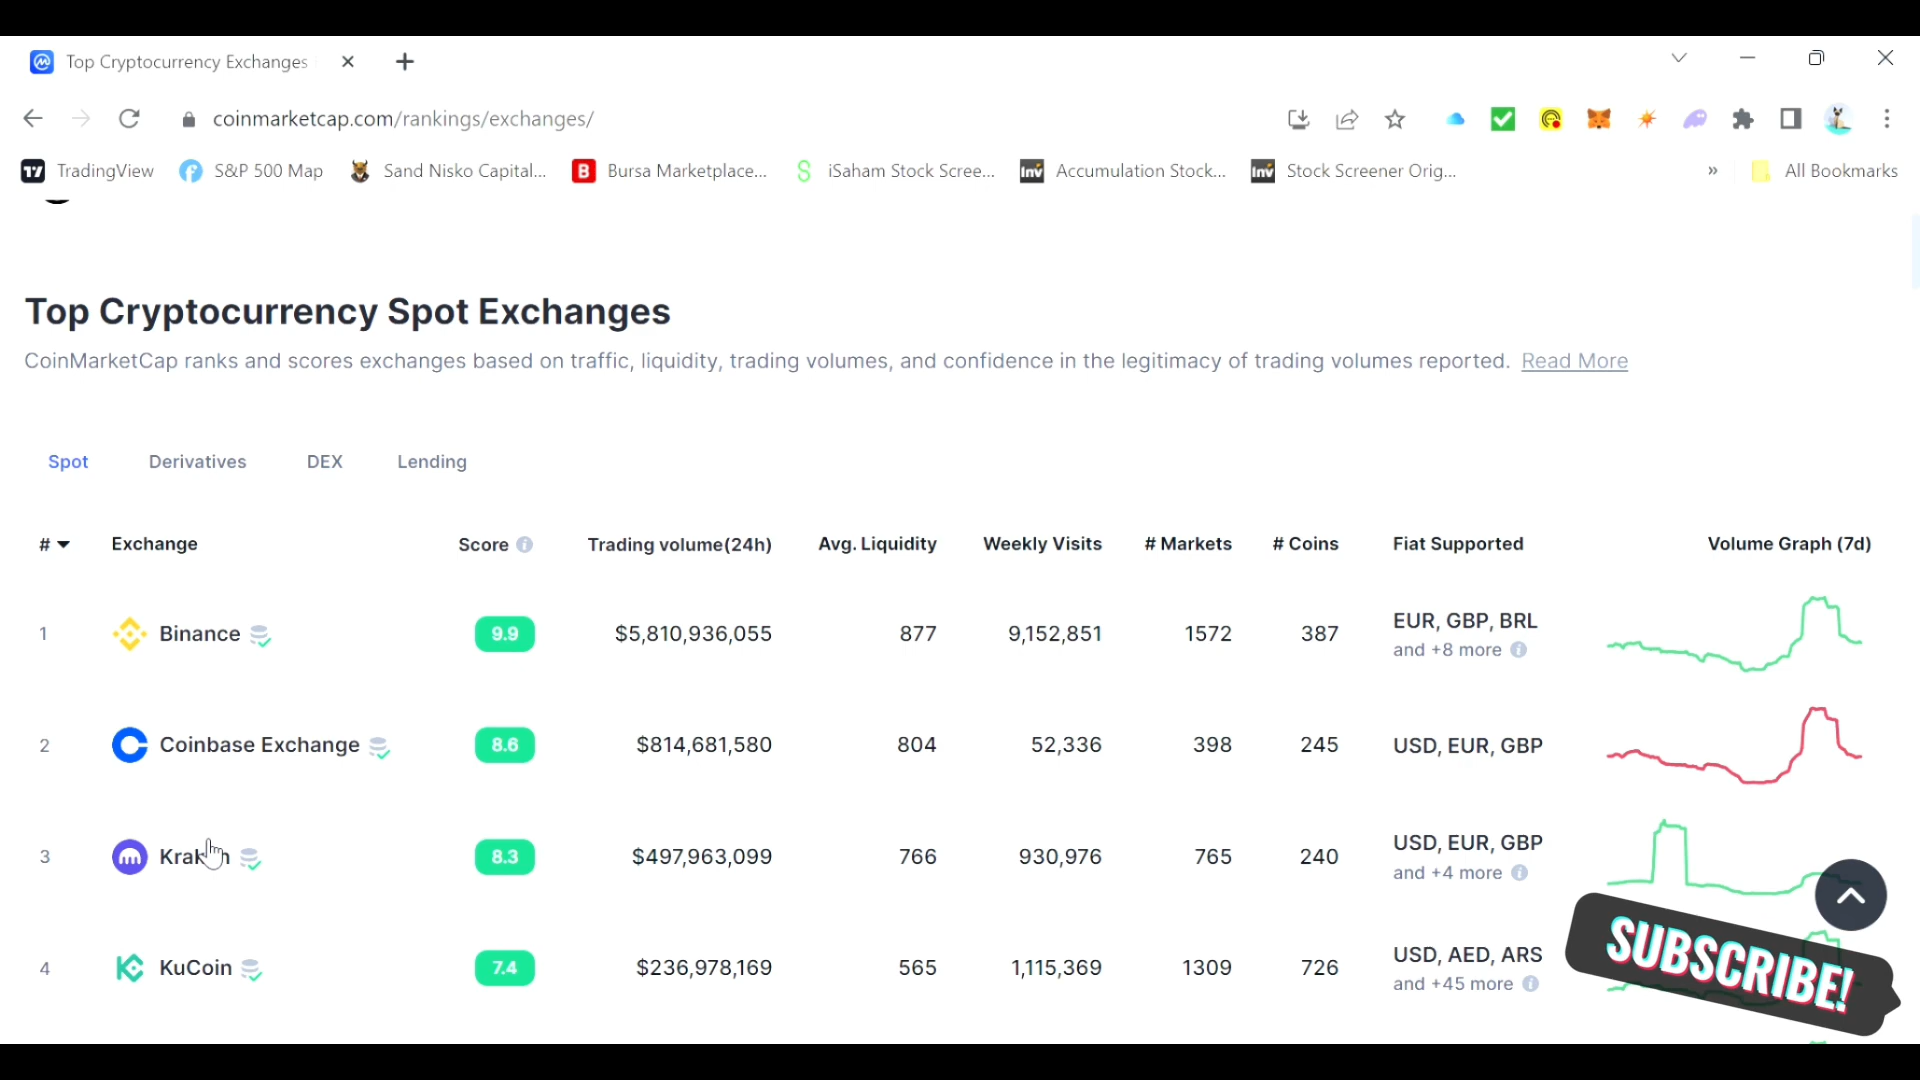 Top Cryptocurrency Exchanges
coinmarketcap.com/rankings/exchanges/
TradingView S&P 500 Map Sand Nisko Capital... B Bursa Marketplace... iSaham Stock Scree... Inv Accumulation Stock... Inv Stock Screener Orig... » All Bookmarks
Top Cryptocurrency Spot Exchanges
CoinMarketCap ranks and scores exchanges based on traffic, liquidity, trading volumes, and confidence in the legitimacy of trading volumes reported. Read More
Spot Derivatives DEX Lending
# Exchange Score Trading volume(24h) Avg. Liquidity Weekly Visits # Markets # Coins Fiat Supported Volume Graph (7d)
1 Binance 9.9 $5,810,936,055 877 9,152,851 1572 387 EUR, GBP, BRL
and +8 more
2 Coinbase Exchange 8.6 $814,681,580 804 52,336 398 245 USD, EUR, GBP
3 Kraken 8.3 $497,963,099 766 930,976 765 240 USD, EUR, GBP
and +4 more
4 KuCoin 7.4 $236,978,169 565 1,115,369 1309 726 USD, AED, ARS
and +45 more
SUBSCRIBE!